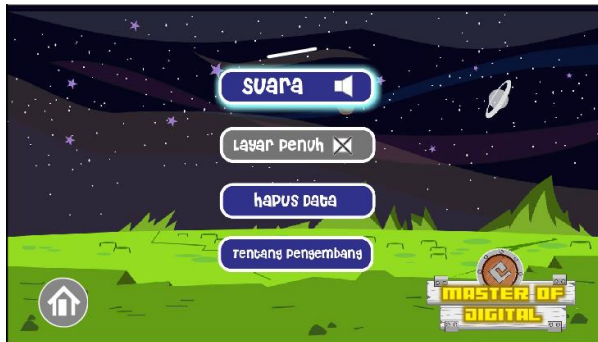 suara
Layar Penuh
hapus Data
Tentang Pengembang
MASTER OF
DIGITAL